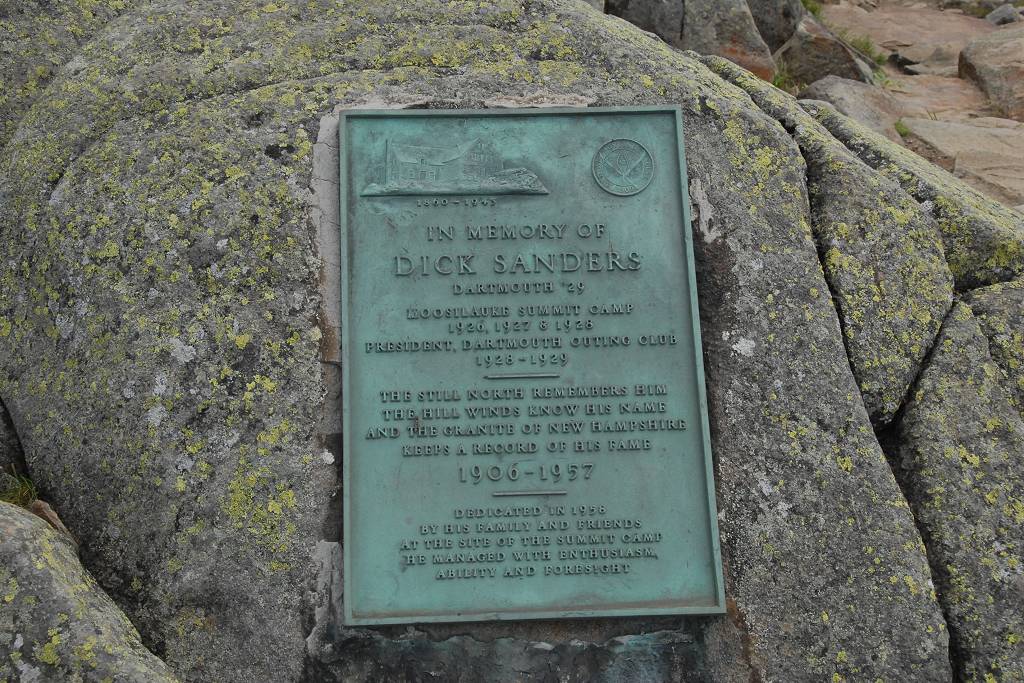 1860-1943
IN MEMORY OF
DICK SANDERS
DARTMOUTH '29
MOOSILAUKE SUMMIT CAMP
1926, 1927 & 1928
PRESIDENT, DARTMOUTH OUTING CLUB
1928-1929
THE STILL NORTH REMEMBERS HIM
THE HILL WINDS KNOW HIS NAME
AND THE GRANITE OF NEW HAMPSHIRE
KEEPS A RECORD OF HIS FAME
1906-1957
DEDICATED IN 1958
BY HIS FAMILY AND FRIENDS
AT THE SITE OF THE SUMMIT CAMP
HE MANAGED WITH ENTHUSIASM,
ABILITY AND FORESIGHT.